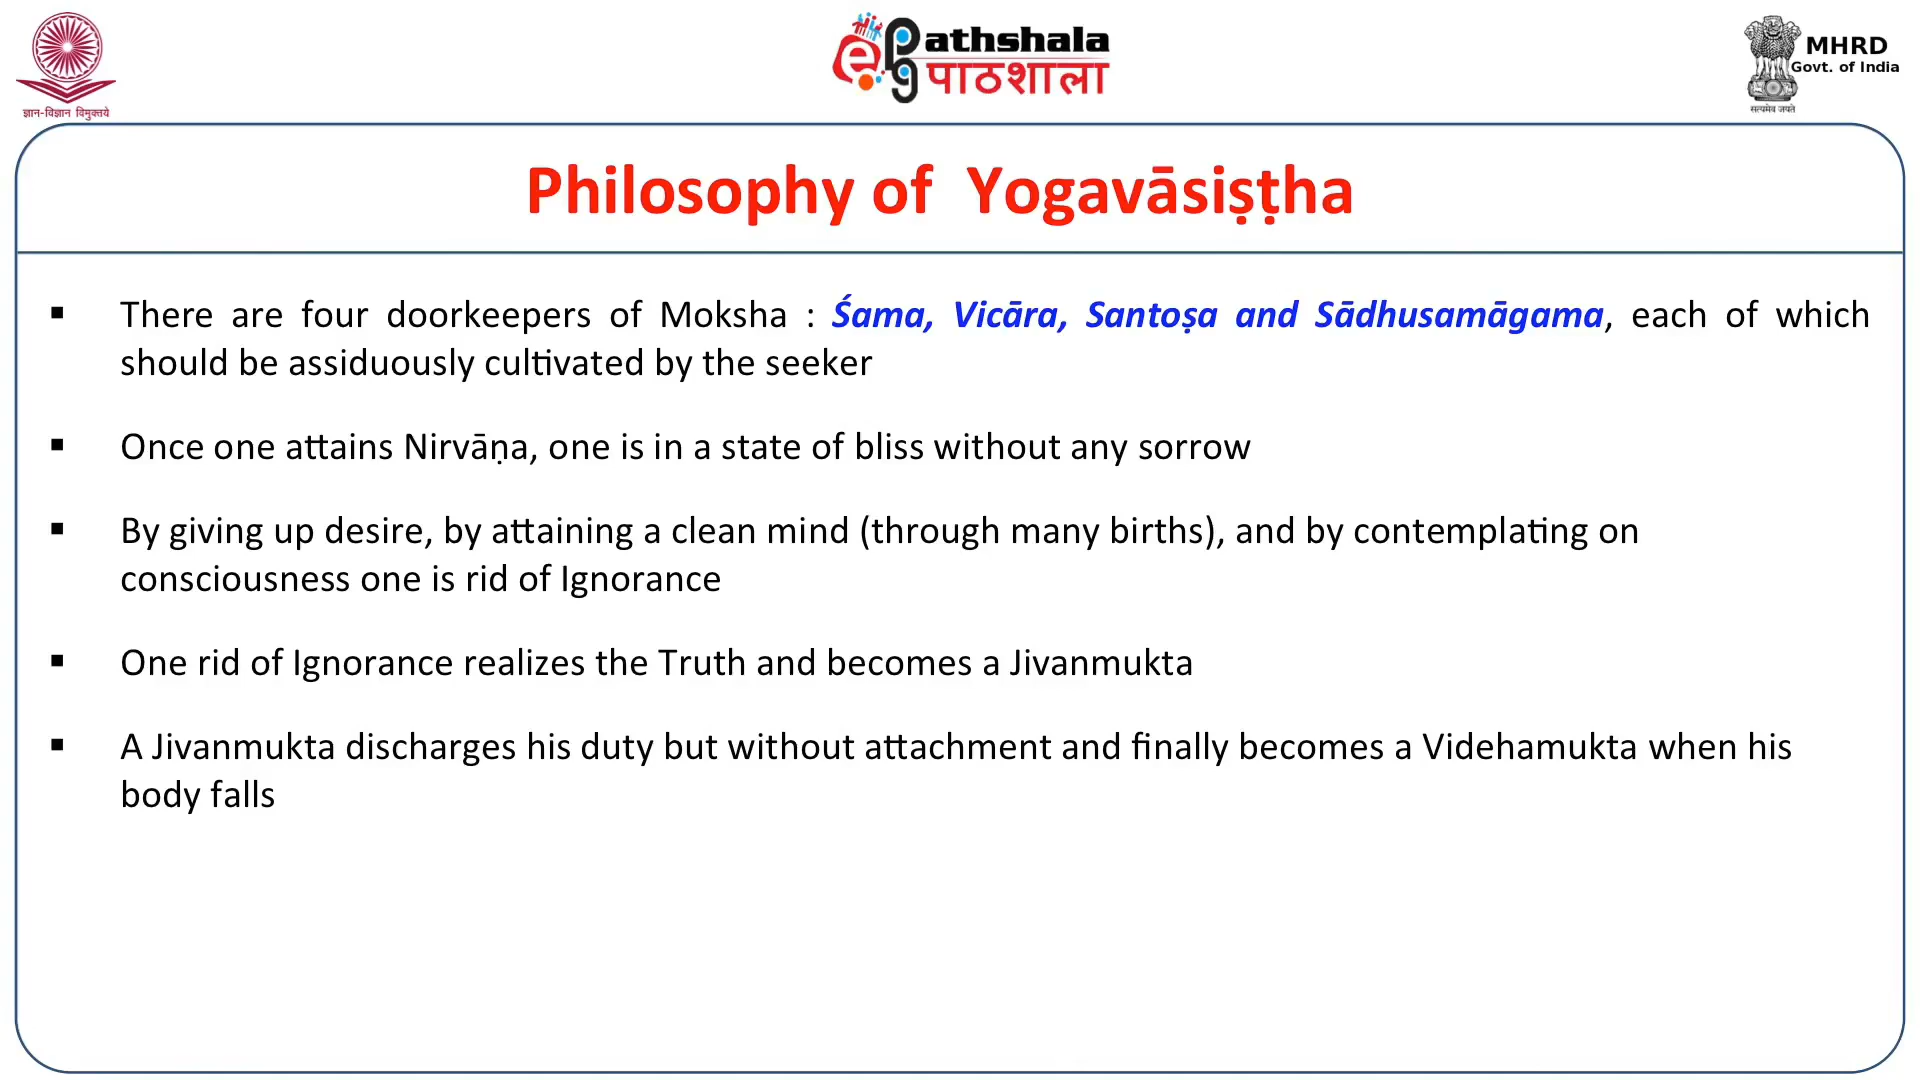 ज्ञान-विज्ञान विमुक्तये
ePG
athshala
पाठशाला
MHRD
Govt. of India
सत्यमेव जयते
Philosophy of Yogavāsiṣṭha
▪ There are four doorkeepers of Moksha : Śama, Vicāra, Santoṣa and Sādhusamāgama, each of which
should be assiduously cultivated by the seeker
▪ Once one attains Nirvāṇa, one is in a state of bliss without any sorrow
▪ By giving up desire, by attaining a clean mind (through many births), and by contemplating on
consciousness one is rid of Ignorance
▪ One rid of Ignorance realizes the Truth and becomes a Jivanmukta
▪ A Jivanmukta discharges his duty but without attachment and finally becomes a Videhamukta when his
body falls